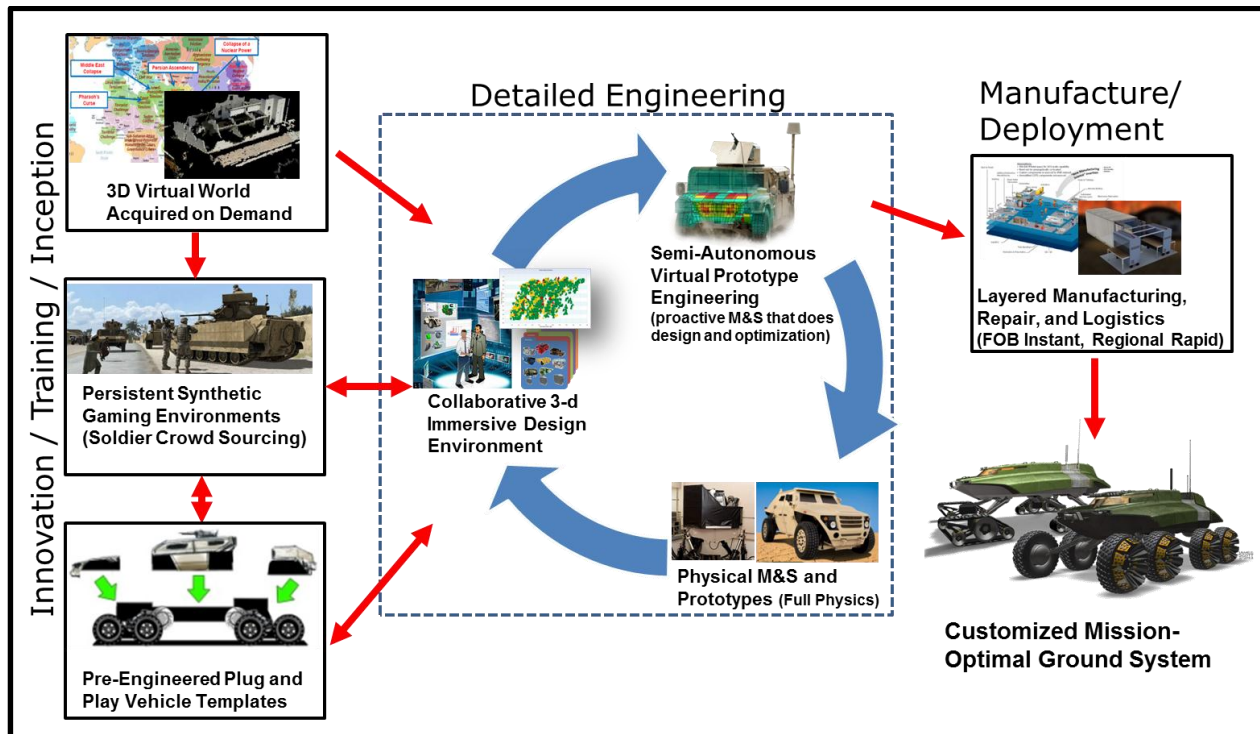 Innovation / Training / Inception
Collapse of a
Nuclear Power
Middle East
Collapse
Persian Ascendency
Pharaoh's
Curse
3D Virtual World
Acquired on Demand
Persistent Synthetic
Gaming Environments
(Soldier Crowd Sourcing)
Pre-Engineered Plug and
Play Vehicle Templates
Detailed Engineering
Semi-Autonomous
Virtual Prototype
Engineering
(proactive M&S that does
design and optimization)
Collaborative 3-d
Immersive Design
Environment
Physical M&S and
Prototypes (Full Physics)
Manufacture/
Deployment
Layered Manufacturing,
Repair, and Logistics
(FOB Instant, Regional Rapid)
Customized Mission-
Optimal Ground System